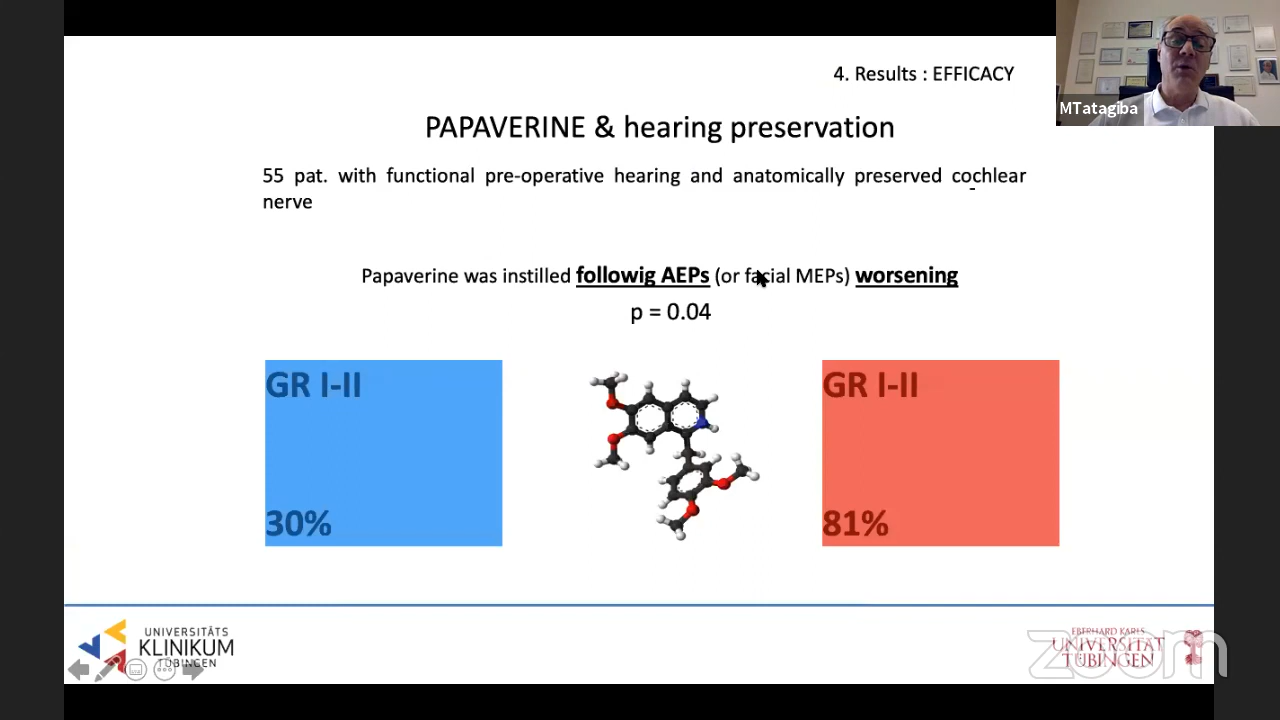 4. Results : EFFICACY
MTatagiba
PAPAVERINE & hearing preservation
55 pat. with functional pre-operative hearing and anatomically preserved cochlear
nerve
Papaverine was instilled followig AEPs (or facial MEPs) worsening
p = 0.04
GR I-II
GR I-II
30%
81%
UNIVERSITÄTS
KLINIKUM
TÜBINGEN
EBERHARD KARLS
UNIVERSITÄT
TÜBINGEN
zoom